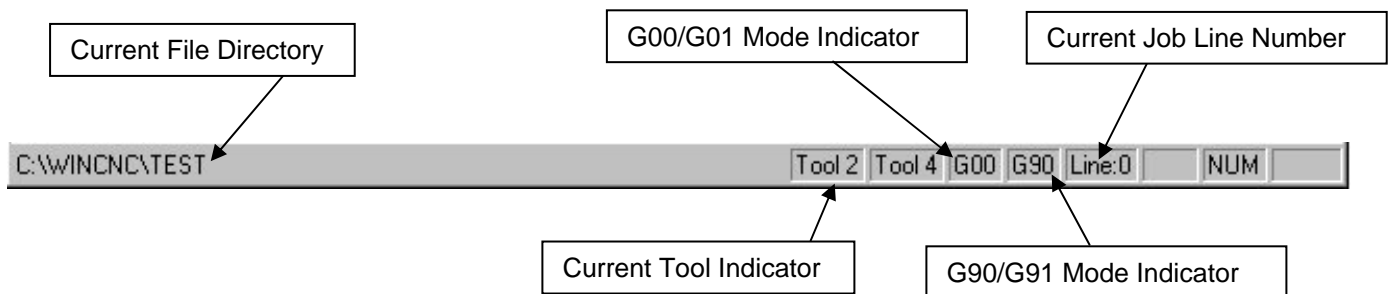 Current File Directory
G00/G01 Mode Indicator
Current Job Line Number
C:\WINCNC\TEST
Tool 2
Tool 4
G00
G90
Line:0
NUM
Current Tool Indicator
G90/G91 Mode Indicator